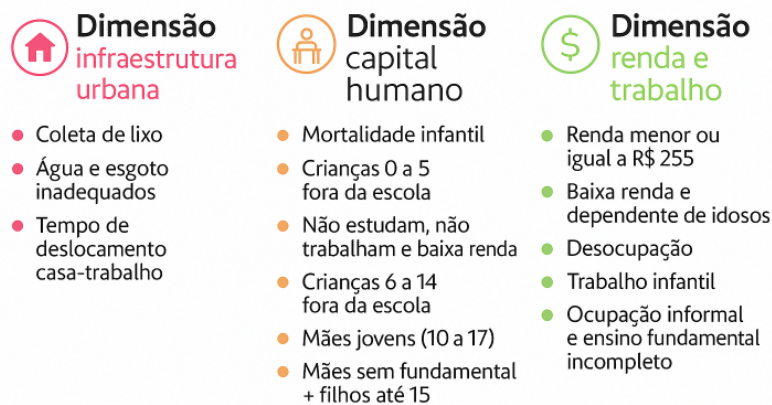 Dimensão
infraestrutura
urbana
Coleta de lixo
Água e esgoto
inadequados
Tempo de
deslocamento
casa-trabalho
Dimensão
capital
humano
Mortalidade infantil
Crianças 0 a 5
fora da escola
Não estudam, não
trabalham e baixa renda
Crianças 6 a 14
fora da escola
Mães jovens (10 a 17)
Mães sem fundamental
+ filhos até 15
$
Dimensão
renda e
trabalho
Renda menor ou
igual a R$ 255
Baixa renda e
dependente de idosos
Desocupação
Trabalho infantil
Ocupação informal
e ensino fundamental
incompleto